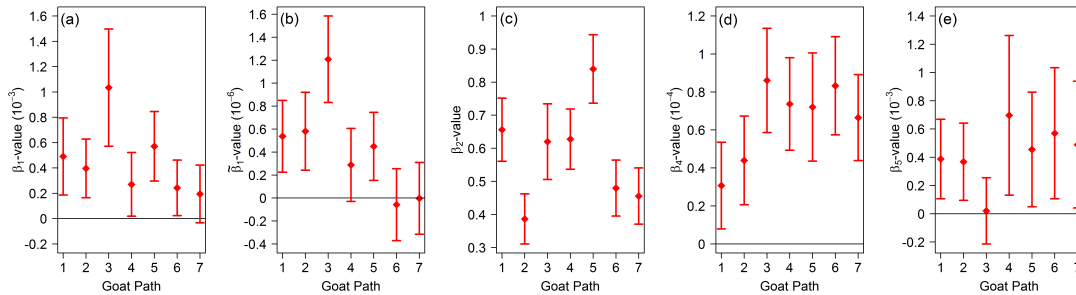 (a)
β₁-value (10⁻³)
1.6
1.4
1.2
1
0.8
0.6
0.4
0.2
0
-0.2
1 2 3 4 5 6 7
Goat Path
(b)
β̃₁-value (10⁻⁶)
1.6
1.4
1.2
1
0.8
0.6
0.4
0.2
0
-0.2
-0.4
1 2 3 4 5 6 7
Goat Path
(c)
β₂-value
1
0.9
0.8
0.7
0.6
0.5
0.4
0.3
1 2 3 4 5 6 7
Goat Path
(d)
β₄-value (10⁻⁴)
1.2
1
0.8
0.6
0.4
0.2
0
1 2 3 4 5 6 7
Goat Path
(e)
β₅-value (10⁻³)
1.4
1.2
1
0.8
0.6
0.4
0.2
0
-0.2
1 2 3 4 5 6 7
Goat Path